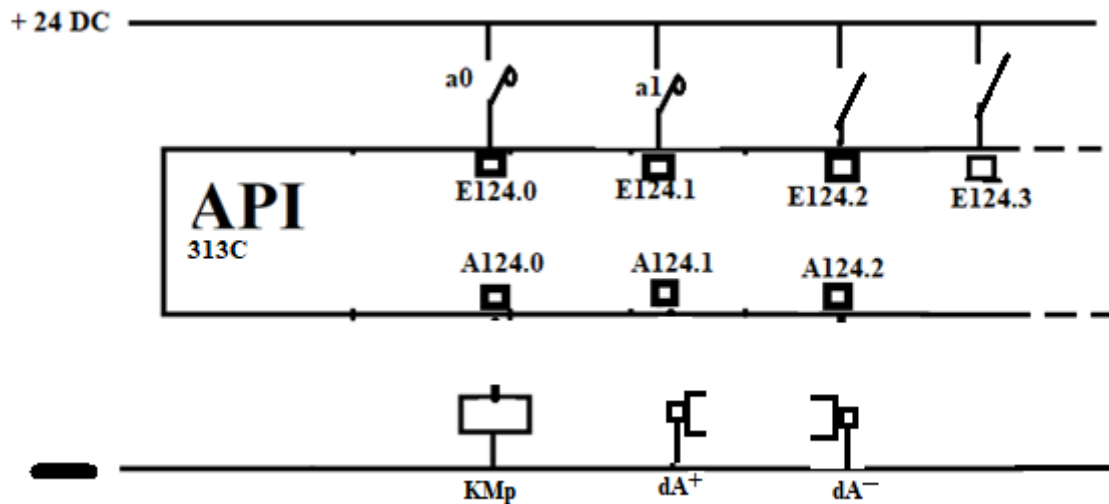 + 24 DC
a0
a1
API
313C
E124.0
E124.1
E124.2
E124.3
A124.0
A124.1
A124.2
KMp
dA+
dA−